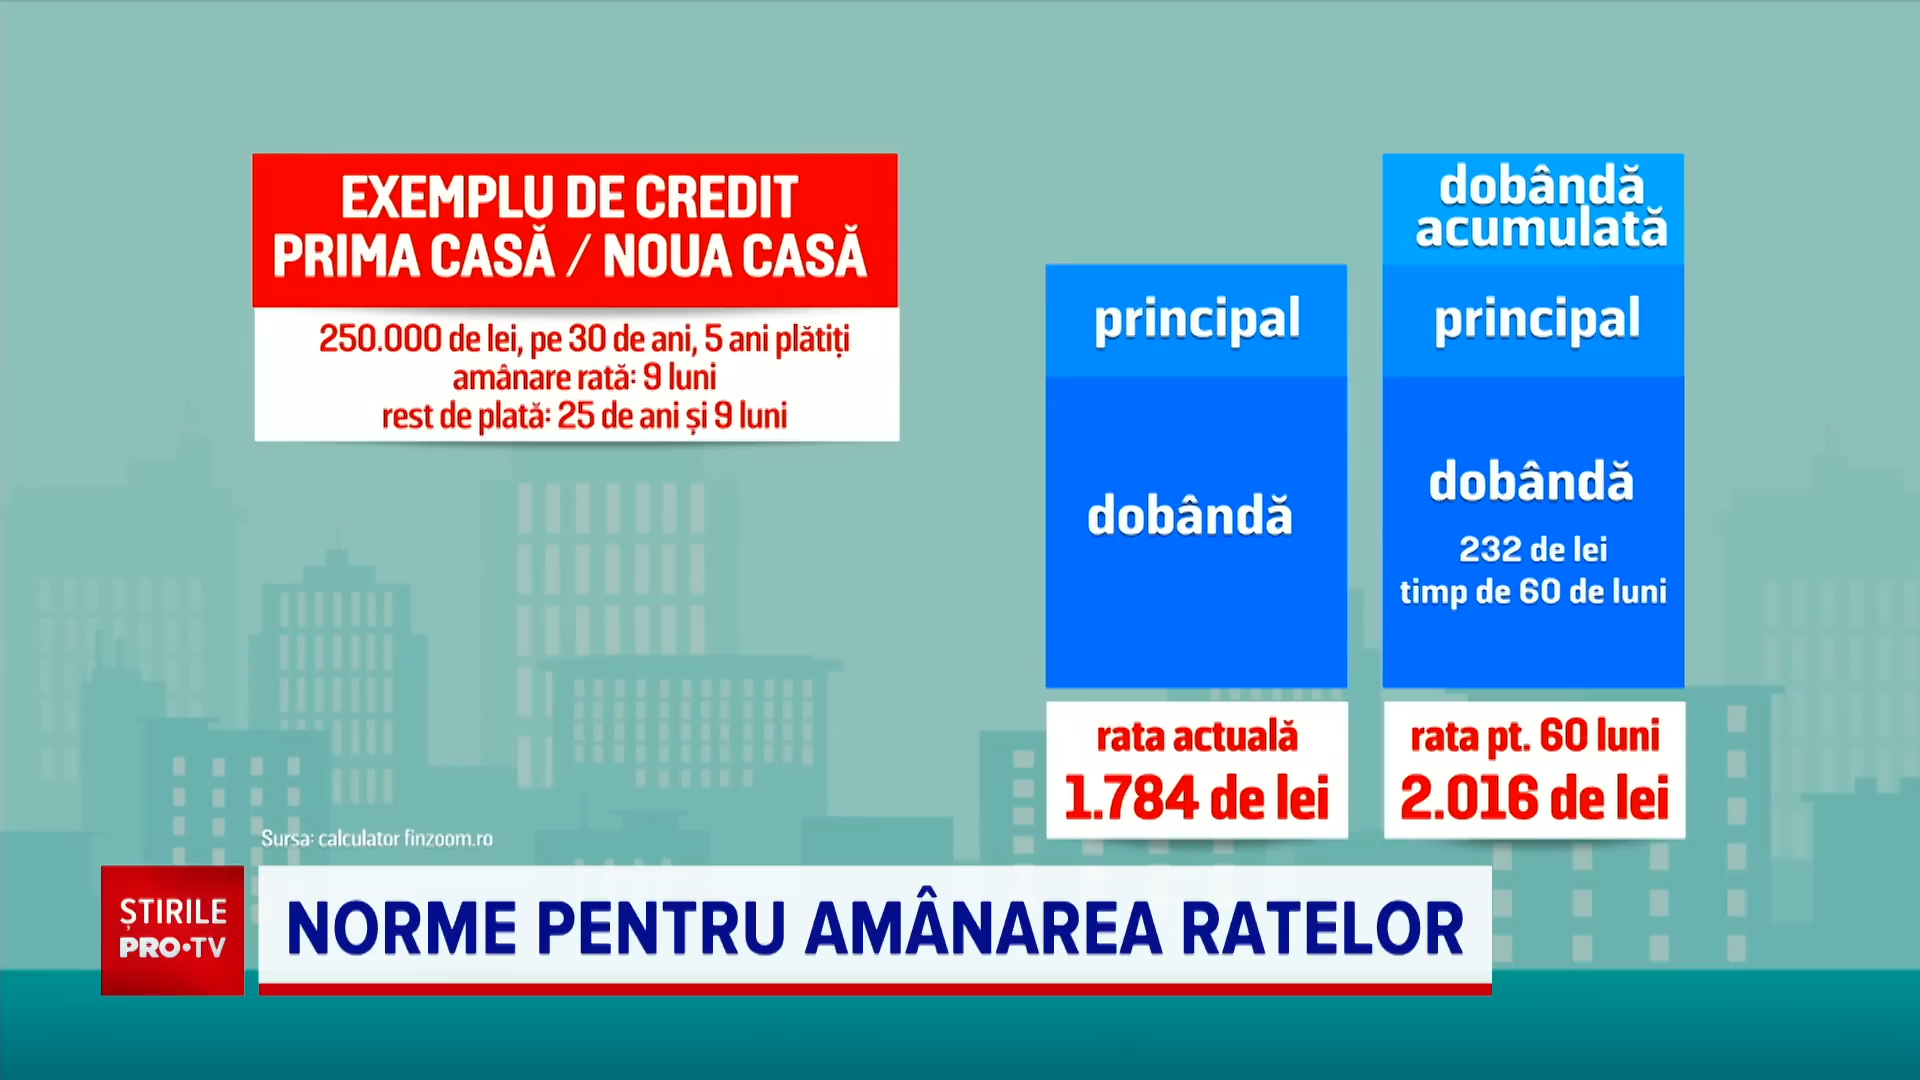 EXEMPLU DE CREDIT
PRIMA CASĂ / NOUA CASĂ
250.000 de lei, pe 30 de ani, 5 ani plătiți
amânare rată: 9 luni
rest de plată: 25 de ani și 9 luni
principal
dobândă
rata actuală
1.784 de lei
dobândă
acumulată
principal
dobândă
232 de lei
timp de 60 de luni
rata pt. 60 luni
2.016 de lei
Sursa: calculator finzoom.ro
ȘTIRILE
PRO•TV
NORME PENTRU AMÂNAREA RATELOR